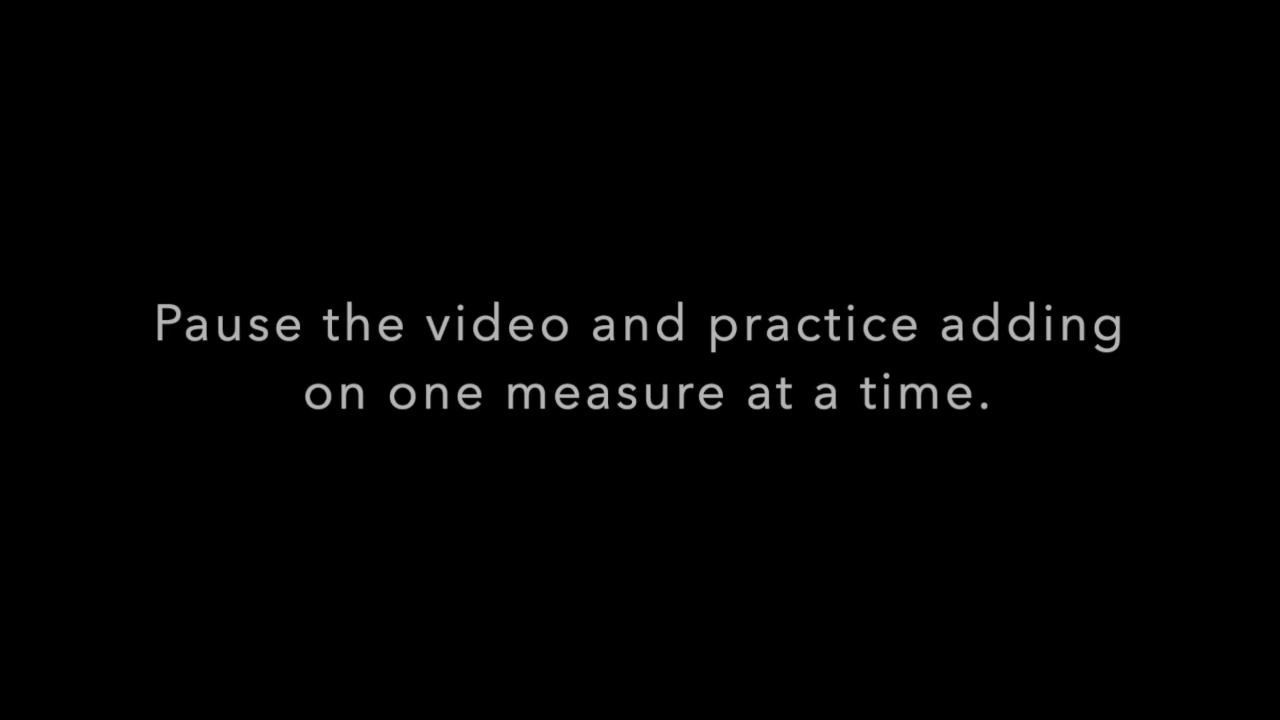 Pause the video and practice adding
on one measure at a time.